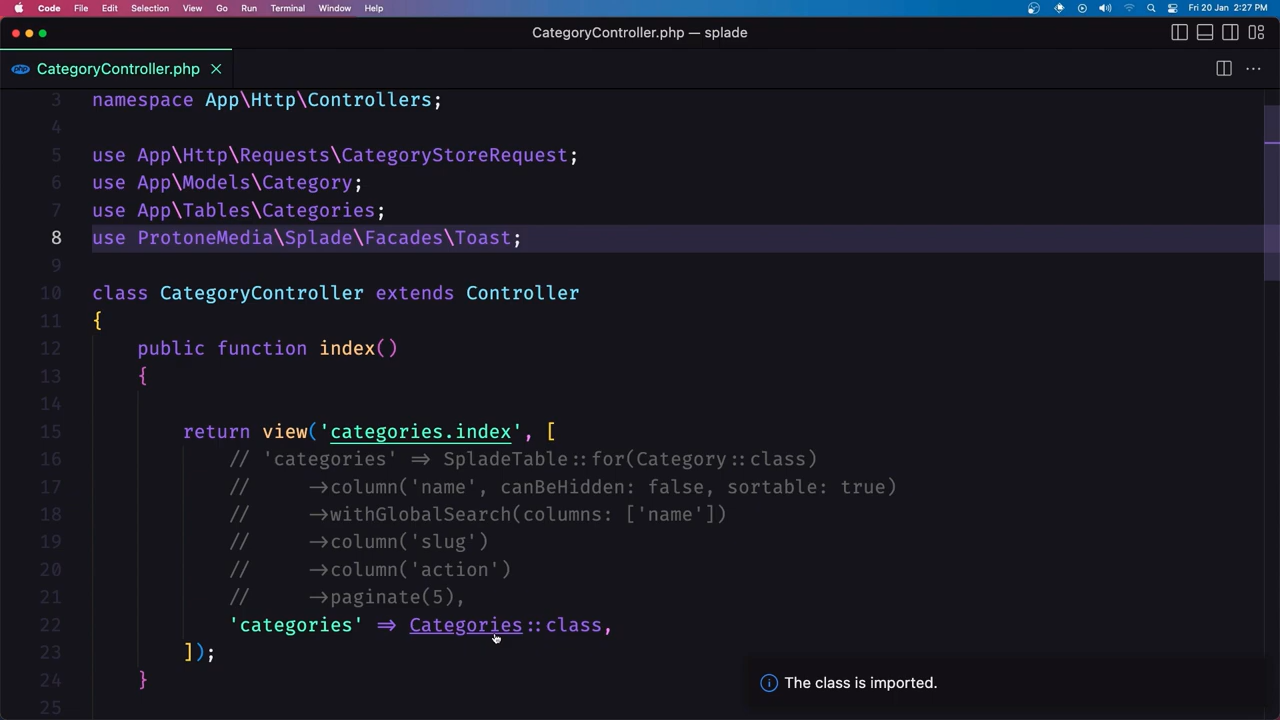 Code File Edit Selection View Go Run Terminal Window Help Fri 20 Jan 2:27 PM
CategoryController.php — splade
php CategoryController.php
3 namespace App\Http\Controllers;
4
5 use App\Http\Requests\CategoryStoreRequest;
6 use App\Models\Category;
7 use App\Tables\Categories;
8 use ProtoneMedia\Splade\Facades\Toast;
9
10 class CategoryController extends Controller
11 {
12 public function index()
13 {
14
15 return view('categories.index', [
16 // 'categories' => SpladeTable::for(Category::class)
17 // ->column('name', canBeHidden: false, sortable: true)
18 // ->withGlobalSearch(columns: ['name'])
19 // ->column('slug')
20 // ->column('action')
21 // ->paginate(5),
22 'categories' => Categories::class,
23 ]);
24 }
25
The class is imported.